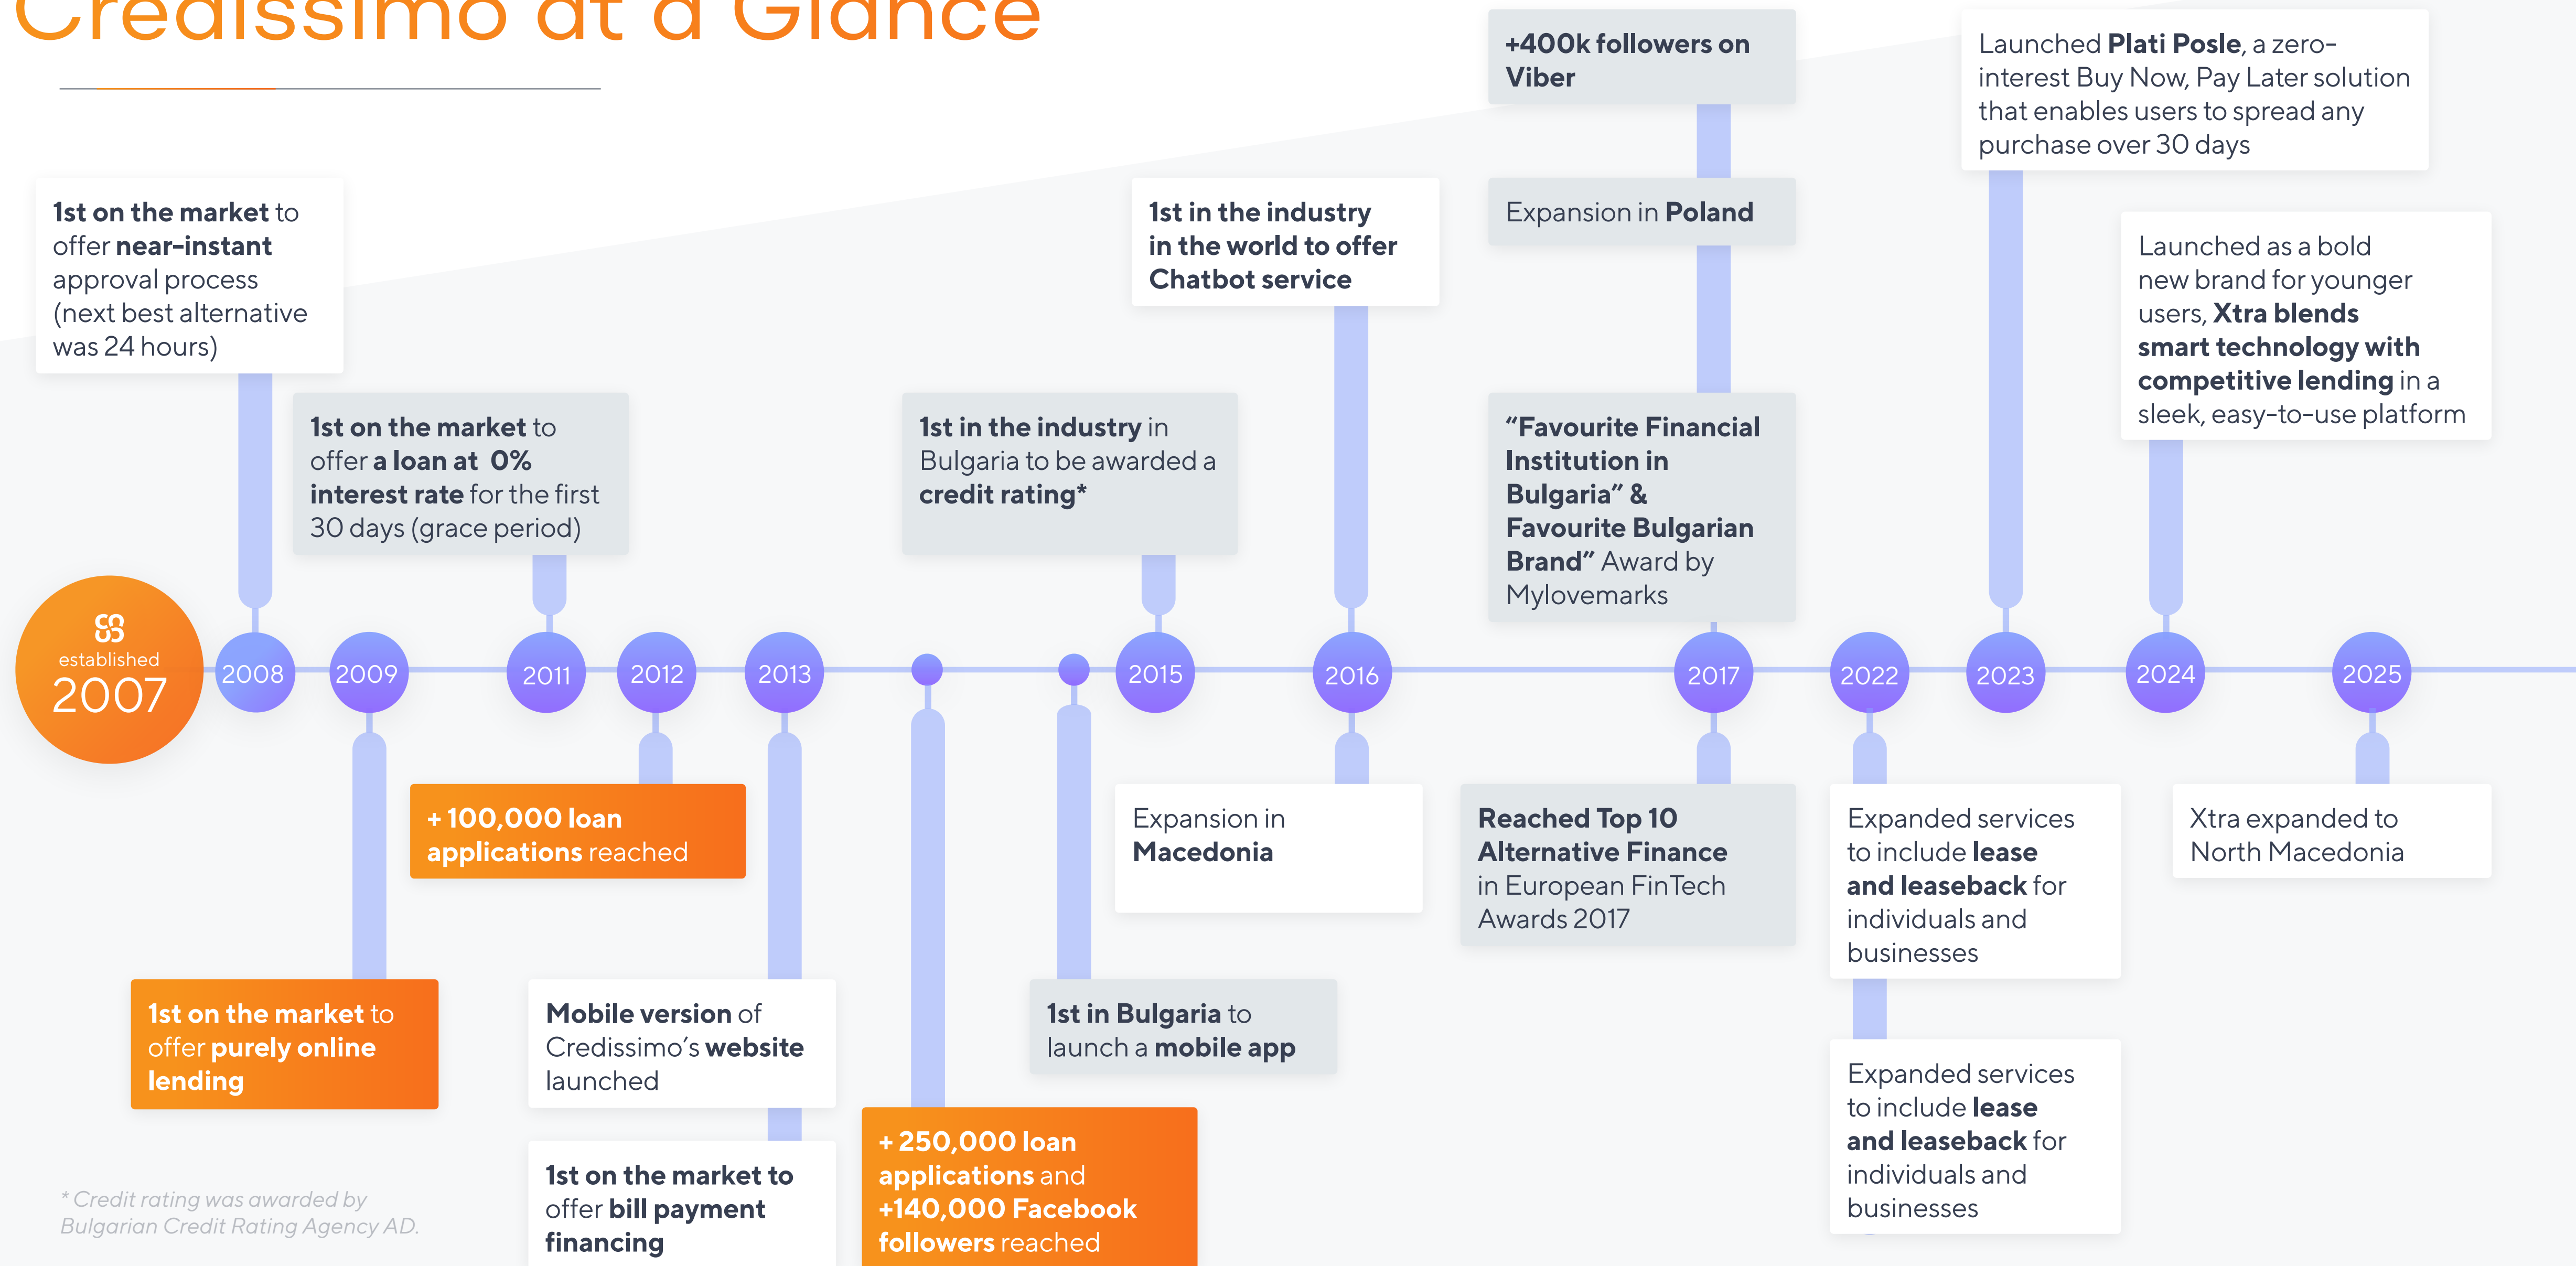 Credissimo at a Glance
+400k followers on
Viber
Launched Plati Posle, a zero-
interest Buy Now, Pay Later solution
that enables users to spread any
purchase over 30 days
1st on the market to
offer near-instant
approval process
(next best alternative
was 24 hours)
1st in the industry
in the world to offer
Chatbot service
Expansion in Poland
Launched as a bold
new brand for younger
users, Xtra blends
smart technology with
competitive lending in a
sleek, easy-to-use platform
1st on the market to
offer a loan at 0%
interest rate for the first
30 days (grace period)
1st in the industry in
Bulgaria to be awarded a
credit rating*
“Favourite Financial
Institution in
Bulgaria” &
Favourite Bulgarian
Brand” Award by
Mylovemarks
established
2007
2008
2009
2011
2012
2013
2015
2016
2017
2022
2023
2024
2025
+ 100,000 loan
applications reached
Expansion in
Macedonia
Reached Top 10
Alternative Finance
in European FinTech
Awards 2017
Expanded services
to include lease
and leaseback for
individuals and
businesses
Xtra expanded to
North Macedonia
1st on the market to
offer purely online
lending
Mobile version of
Credissimo’s website
launched
1st in Bulgaria to
launch a mobile app
Expanded services
to include lease
and leaseback for
individuals and
businesses
+ 250,000 loan
applications and
+140,000 Facebook
followers reached
1st on the market to
offer bill payment
financing
* Credit rating was awarded by
Bulgarian Credit Rating Agency AD.